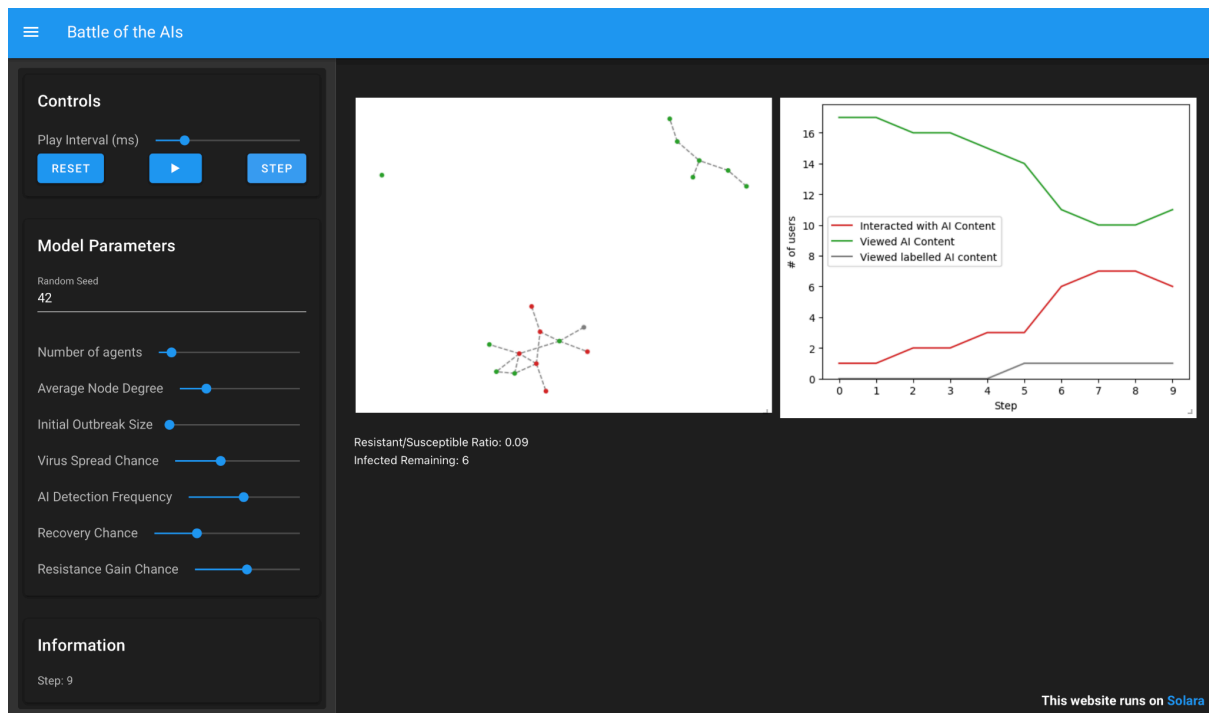 Battle of the AIs
Controls
Play Interval (ms)
RESET
STEP
Model Parameters
Random Seed
42
Number of agents
Average Node Degree
Initial Outbreak Size
Virus Spread Chance
AI Detection Frequency
Recovery Chance
Resistance Gain Chance
Information
Step: 9
16
14
12
10
8
6
4
2
0
# of users
Interacted with AI Content
Viewed AI Content
Viewed labelled AI content
0 1 2 3 4 5 6 7 8 9
Step
Resistant/Susceptible Ratio: 0.09
Infected Remaining: 6
This website runs on Solara